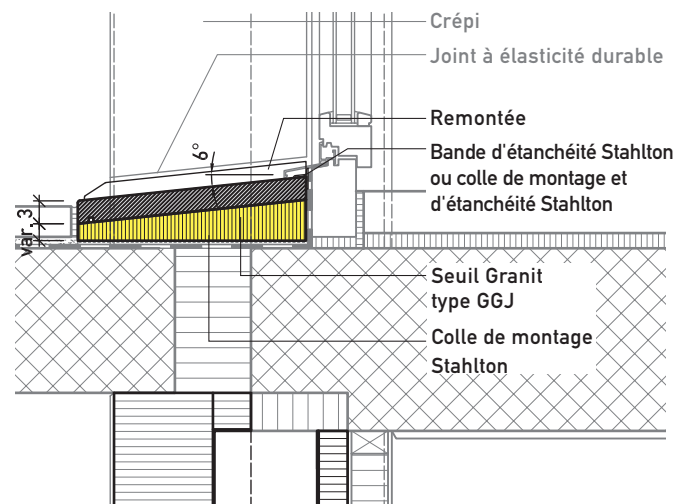 Crépi
Joint à élasticité durable
Remontée
6°
Bande d'étanchéité Stahlton
ou colle de montage et
d'étanchéité Stahlton
var. 3
Seuil Granit
type GGJ
Colle de montage
Stahlton